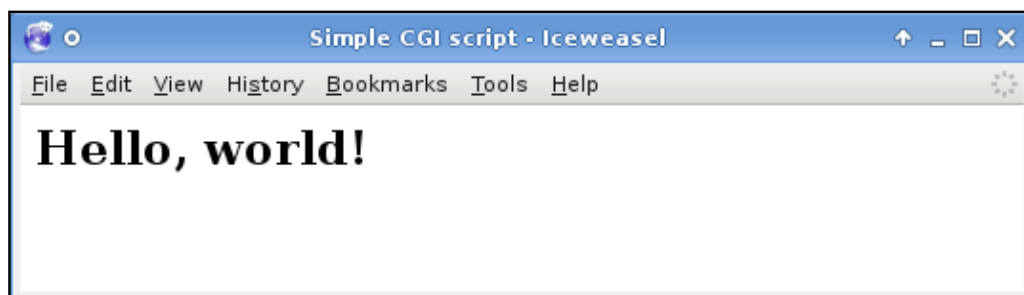 Simple CGI script - Iceweasel
File Edit View History Bookmarks Tools Help
Hello, world!